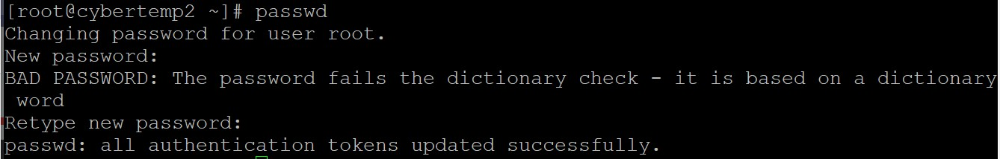 [root@cybertemp2 ~]# passwd
Changing password for user root.
New password:
BAD PASSWORD: The password fails the dictionary check - it is based on a dictionary
 word
Retype new password:
passwd: all authentication tokens updated successfully.